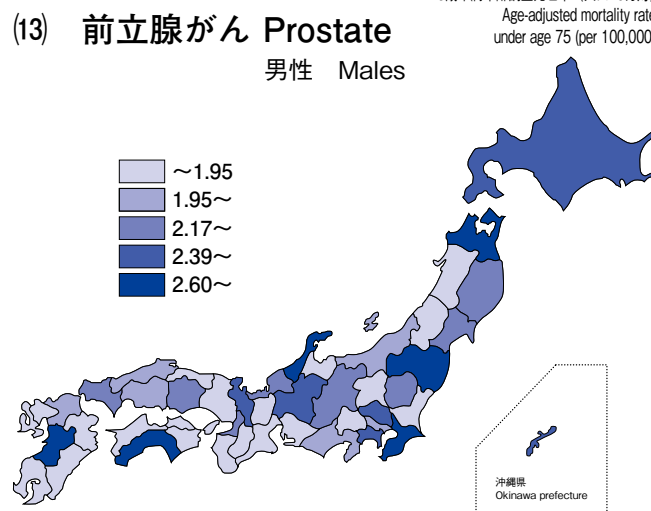 Age-adjusted mortality rate
under age 75 (per 100,000
⒀ 前立腺がん Prostate
男性 Males
～1.95
1.95～
2.17～
2.39～
2.60～
沖縄県
Okinawa prefecture